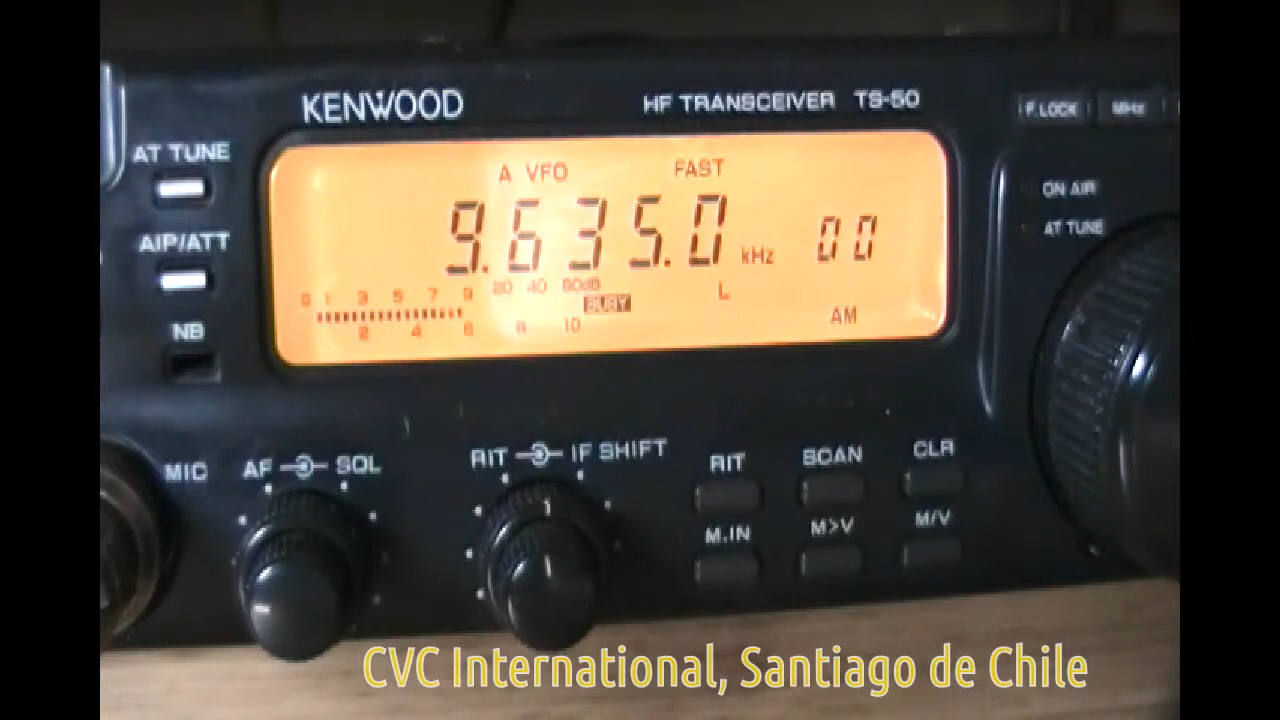 KENWOOD
HF TRANSCEIVER TS-50
F.LOCK
MHz
AT TUNE
A VFO
FAST
9.635.0 kHz
00
ON AIR
AT TUNE
AIP/ATT
S 1 3 5 7 9 20 40 60dB
BUSY
L
2 4 6 8 10
AM
NB
MIC
AF
SQL
RIT
IF SHIFT
RIT
SCAN
CLR
M.IN
M>V
M/V
CVC International, Santiago de Chile